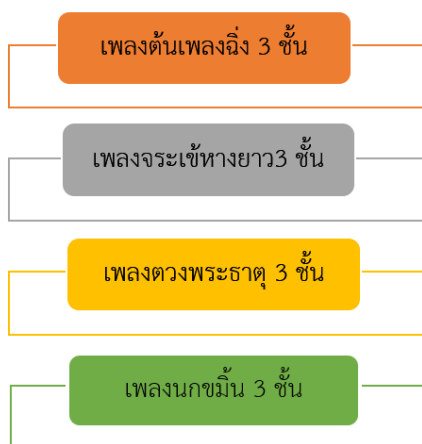 เพลงต้นเพลงฉิ่ง 3 ชั้น
เพลงจระเข้หางยาว3 ชั้น
เพลงตวงพระธาตุ 3 ชั้น
เพลงนกขมิ้น 3 ชั้น